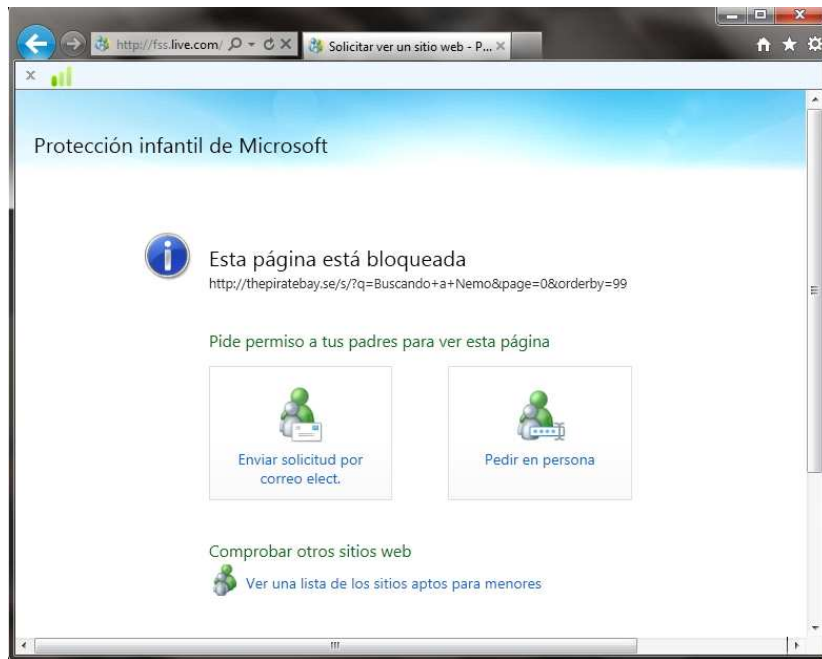 http://fss.live.com/
Solicitar ver un sitio web - P...
Protección infantil de Microsoft
Esta página está bloqueada
http://thepiratebay.se/s/?q=Buscando+a+Nemo&page=0&orderby=99
Pide permiso a tus padres para ver esta página
Enviar solicitud por
correo elect.
Pedir en persona
Comprobar otros sitios web
Ver una lista de los sitios aptos para menores